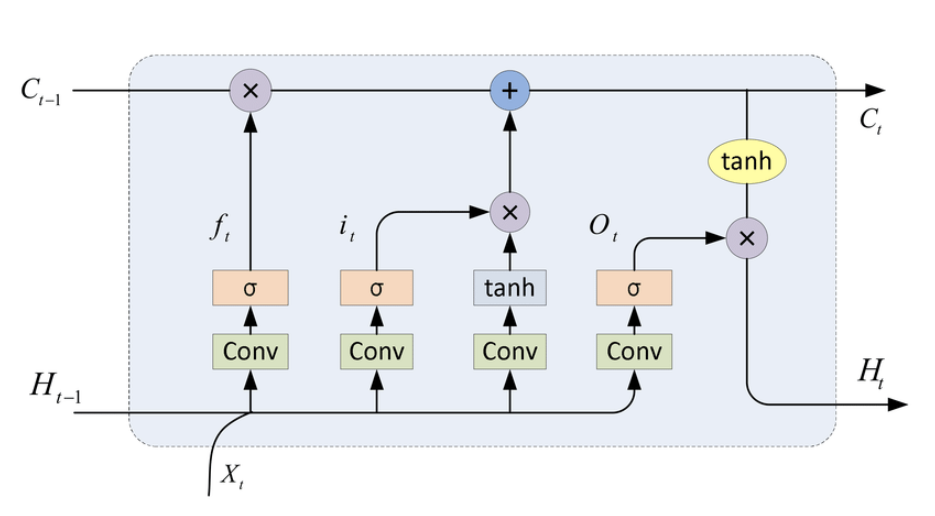 C_{t-1} × + C_t
tanh
f_t i_t × O_t ×
σ σ tanh σ
Conv Conv Conv Conv
H_{t-1} H_t
X_t